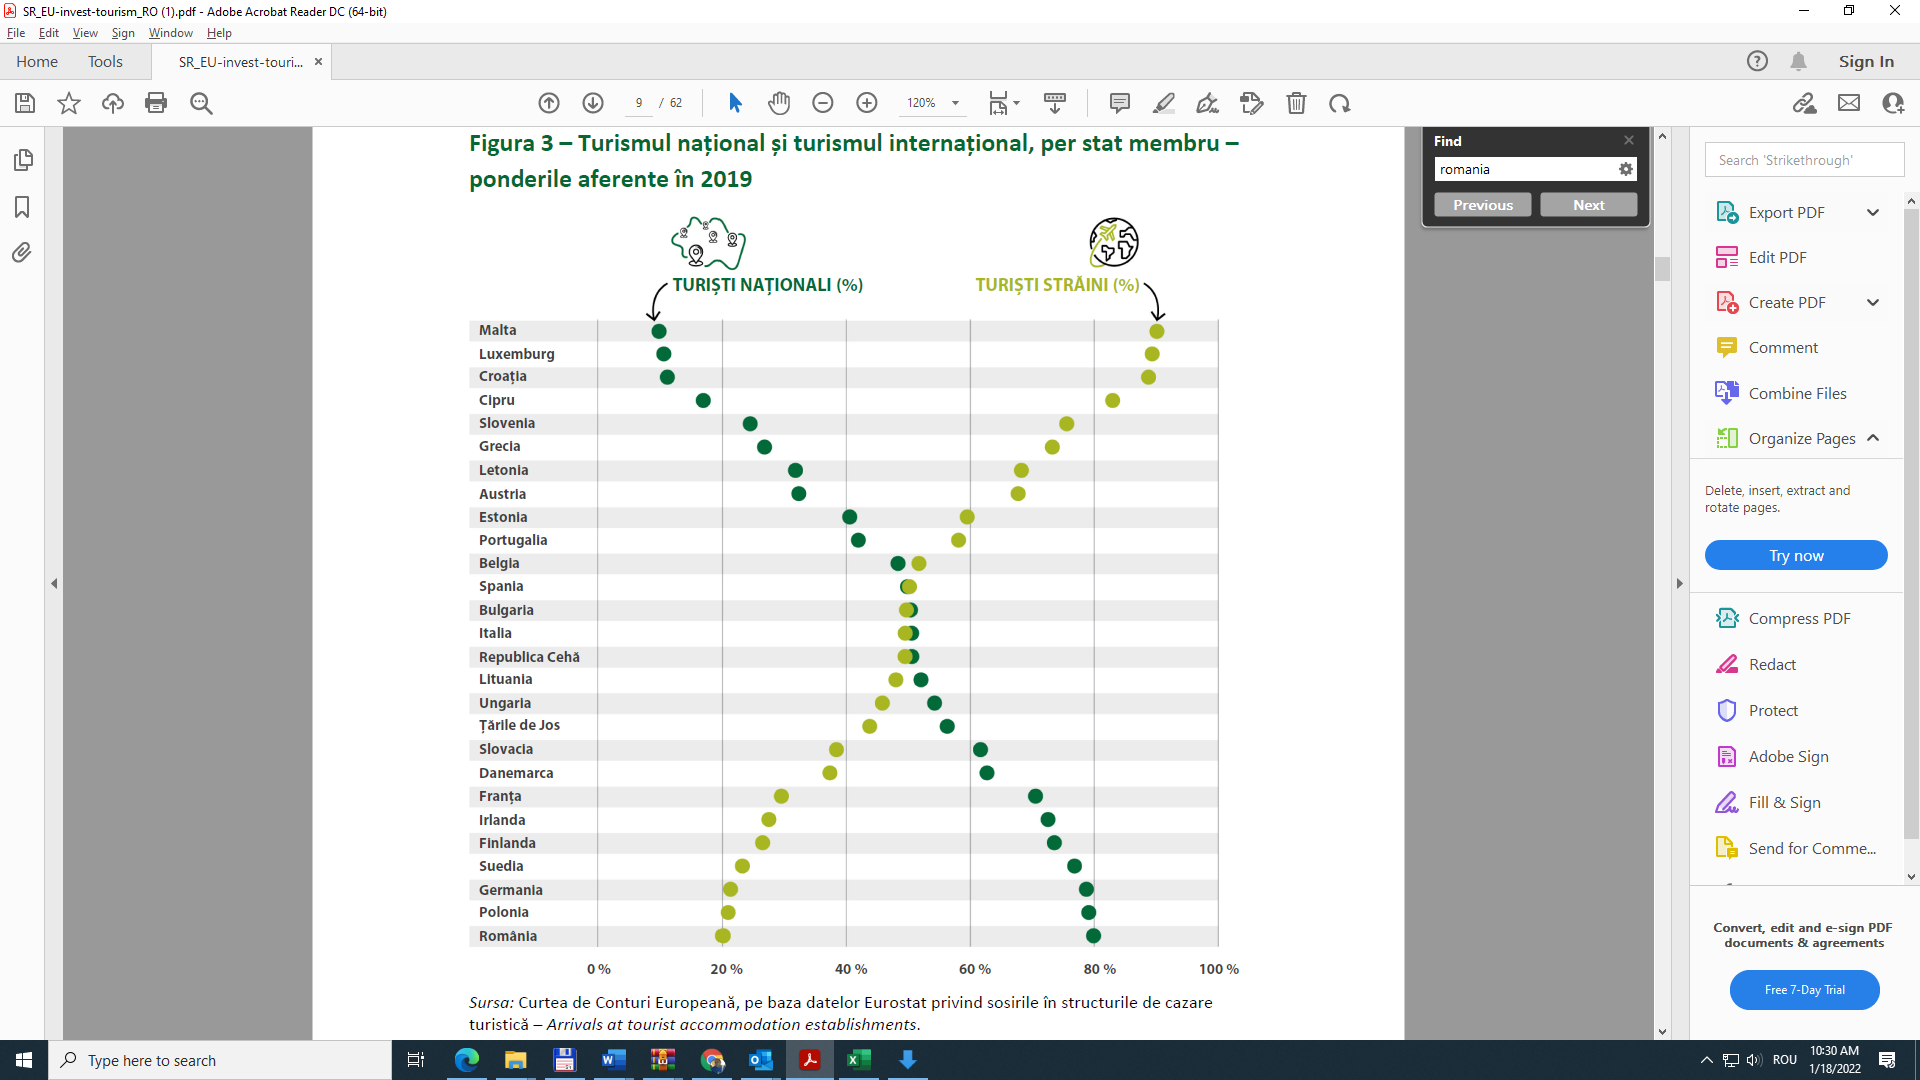 SR_EU-invest-tourism_RO (1).pdf - Adobe Acrobat Reader DC (64-bit)
File Edit View Sign Window Help
Home Tools SR_EU-invest-touri... ×
Sign In
9 / 62 120%
Figura 3 – Turismul național și turismul internațional, per stat membru –
ponderile aferente în 2019
TURIȘTI NAȚIONALI (%) TURIȘTI STRĂINI (%)
Malta
Luxemburg
Croația
Cipru
Slovenia
Grecia
Letonia
Austria
Estonia
Portugalia
Belgia
Spania
Bulgaria
Italia
Republica Cehă
Lituania
Ungaria
Țările de Jos
Slovacia
Danemarca
Franța
Irlanda
Finlanda
Suedia
Germania
Polonia
România
0 % 20 % 40 % 60 % 80 % 100 %
Sursa: Curtea de Conturi Europeană, pe baza datelor Eurostat privind sosirile în structurile de cazare
turistică – Arrivals at tourist accommodation establishments.
Find
romania
Previous Next
Search 'Strikethrough'
Export PDF
Edit PDF
Create PDF
Comment
Combine Files
Organize Pages
Delete, insert, extract and
rotate pages.
Try now
Compress PDF
Redact
Protect
Adobe Sign
Fill & Sign
Send for Comme...
Convert, edit and e-sign PDF
documents & agreements
Free 7-Day Trial
Type here to search
ROU
10:30 AM
1/18/2022